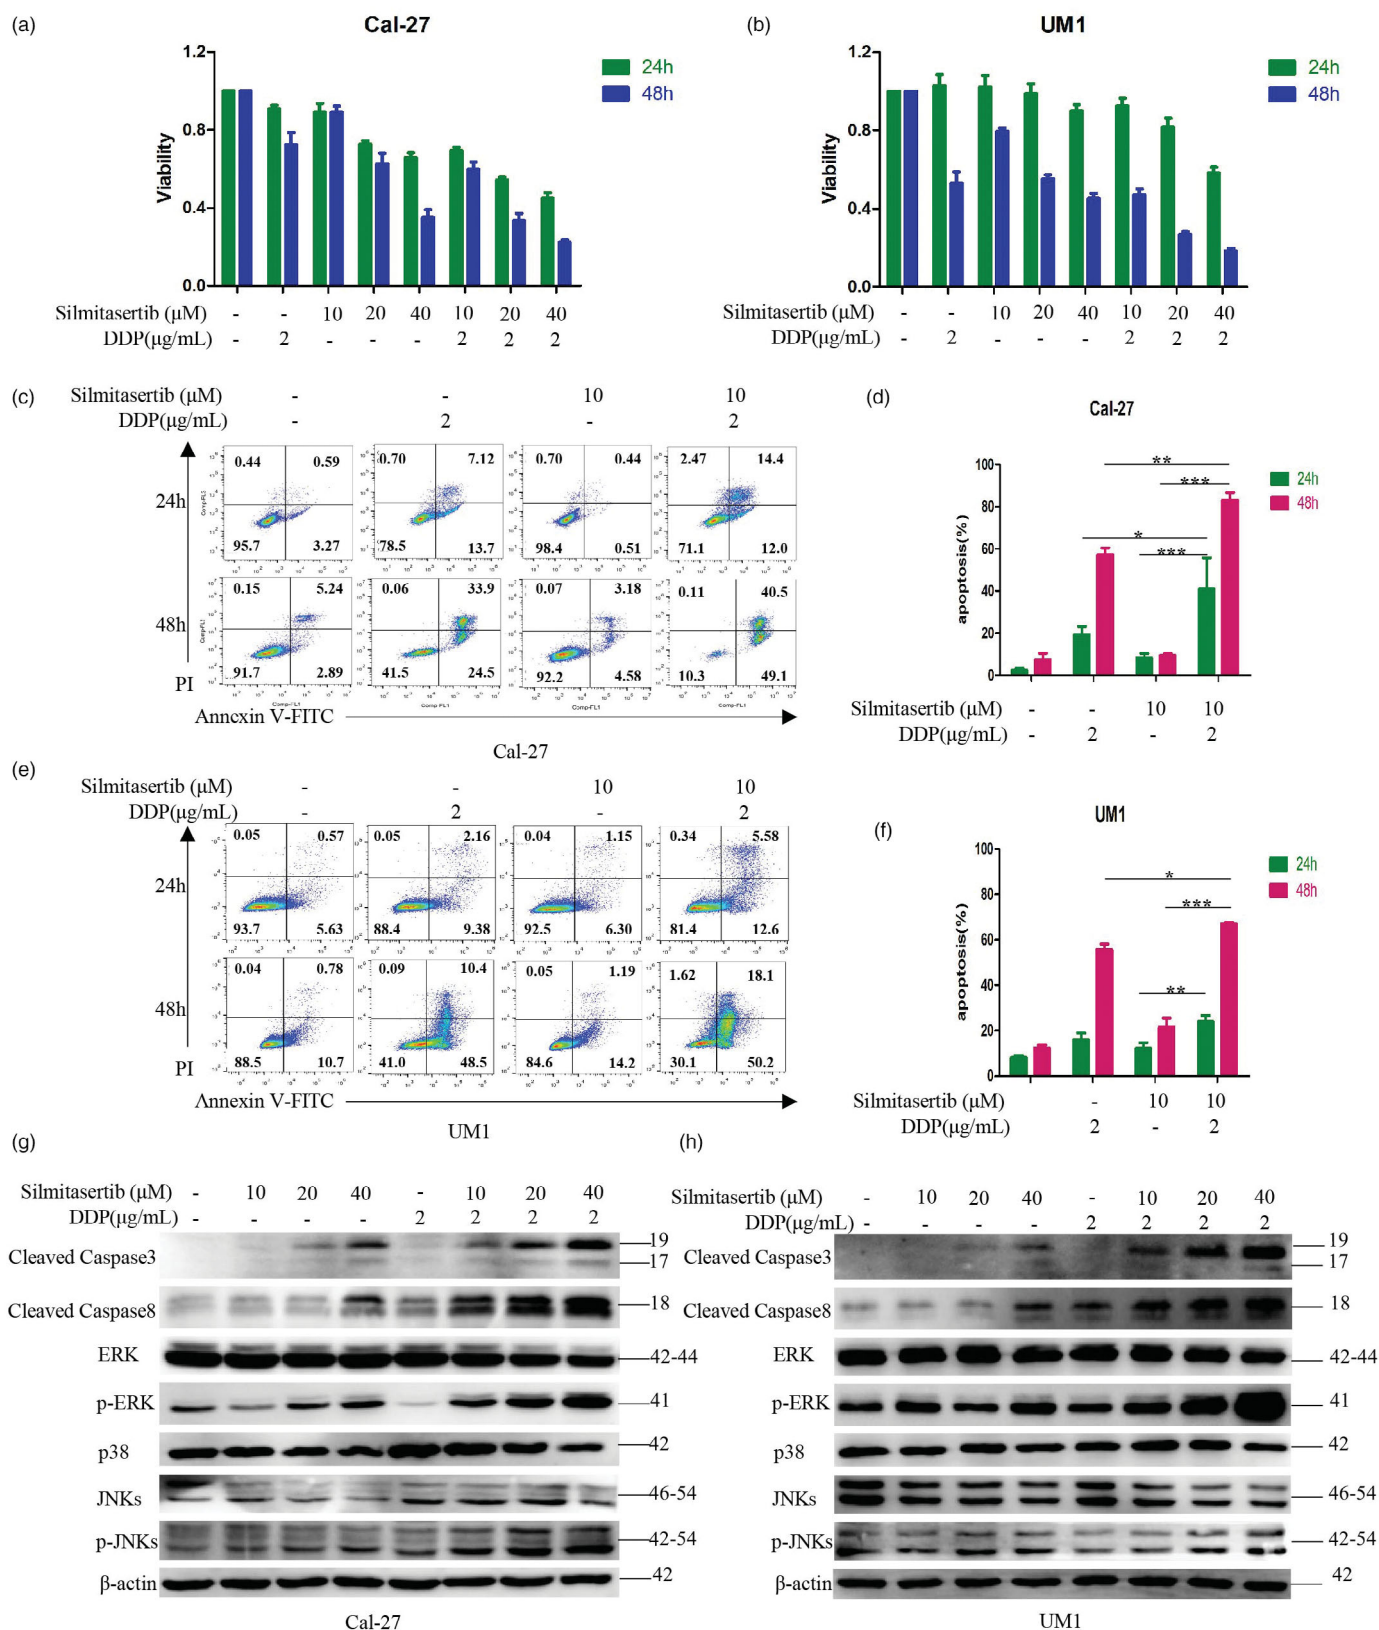 (a)
Cal-27
1.2
0.8
0.4
0.0
Viability
24h
48h
Silmitasertib (μM) - - 10 20 40 10 20 40
DDP(μg/mL) - 2 - - - 2 2 2
(b)
UM1
1.2
0.8
0.4
0.0
Viability
24h
48h
Silmitasertib (μM) - - 10 20 40 10 20 40
DDP(μg/mL) - 2 - - - 2 2 2
(c)
Silmitasertib (μM) - - 10 10
DDP(μg/mL) - 2 - 2
24h
0.44 0.59 0.70 7.12 0.70 0.44 2.47 14.4
95.7 3.27 78.5 13.7 98.4 0.51 71.1 12.0
48h
0.15 5.24 0.06 33.9 0.07 3.18 0.11 40.5
91.7 2.89 41.5 24.5 92.2 4.58 10.3 49.1
PI
Comp-FL1 Comp-FL1 Comp-FL1 Comp-FL1
Annexin V-FITC
Cal-27
(d)
Cal-27
100
80
60
40
20
0
apoptosis(%)
** *** * ***
24h
48h
Silmitasertib (μM) - - 10 10
DDP(μg/mL) - 2 - 2
(e)
Silmitasertib (μM) - - 10 10
DDP(μg/mL) - 2 - 2
24h
0.05 0.57 0.05 2.16 0.04 1.15 0.34 5.58
93.7 5.63 88.4 9.38 92.5 6.30 81.4 12.6
48h
0.04 0.78 0.09 10.4 0.05 1.19 1.62 18.1
88.5 10.7 41.0 48.5 84.6 14.2 30.1 50.2
PI
Annexin V-FITC
UM1
(f)
UM1
100
80
60
40
20
0
apoptosis(%)
* *** **
24h
48h
Silmitasertib (μM) - 10 10
DDP(μg/mL) 2 - 2
(g)
Silmitasertib (μM) - 10 20 40 - 10 20 40
DDP(μg/mL) - - - - 2 2 2 2
Cleaved Caspase3 19
17
Cleaved Caspase8 18
ERK 42-44
p-ERK 41
p38 42
JNKs 46-54
p-JNKs 42-54
β-actin 42
Cal-27
(h)
Silmitasertib (μM) - 10 20 40 - 10 20 40
DDP(μg/mL) - - - - 2 2 2 2
Cleaved Caspase3 19
17
Cleaved Caspase8 18
ERK 42-44
p-ERK 41
p38 42
JNKs 46-54
p-JNKs 42-54
β-actin 42
UM1